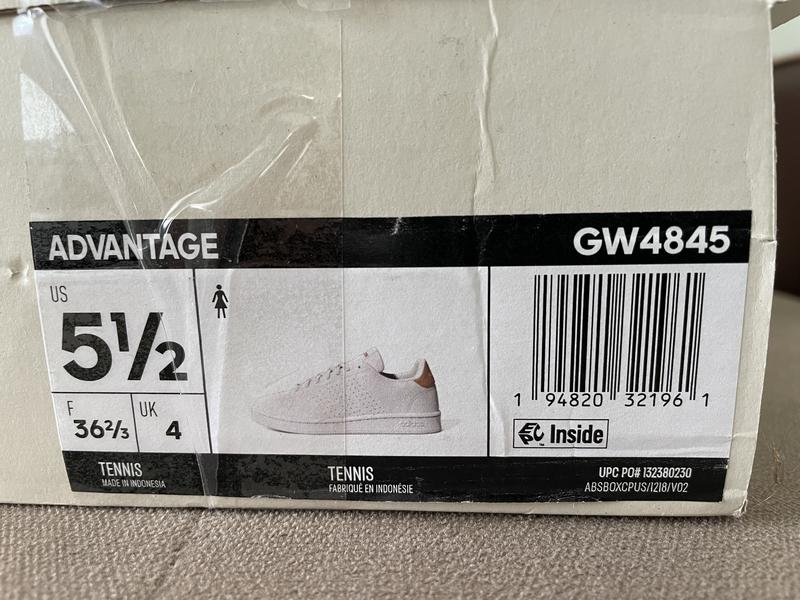 ADVANTAGE
GW4845
US
5½
F
36⅔
UK
4
1 94820 32196 1
Inside
TENNIS
MADE IN INDONESIA
TENNIS
FABRIQUÉ EN INDONÉSIE
UPC PO# 132380230
ABSBOXCPUS/1218/V02